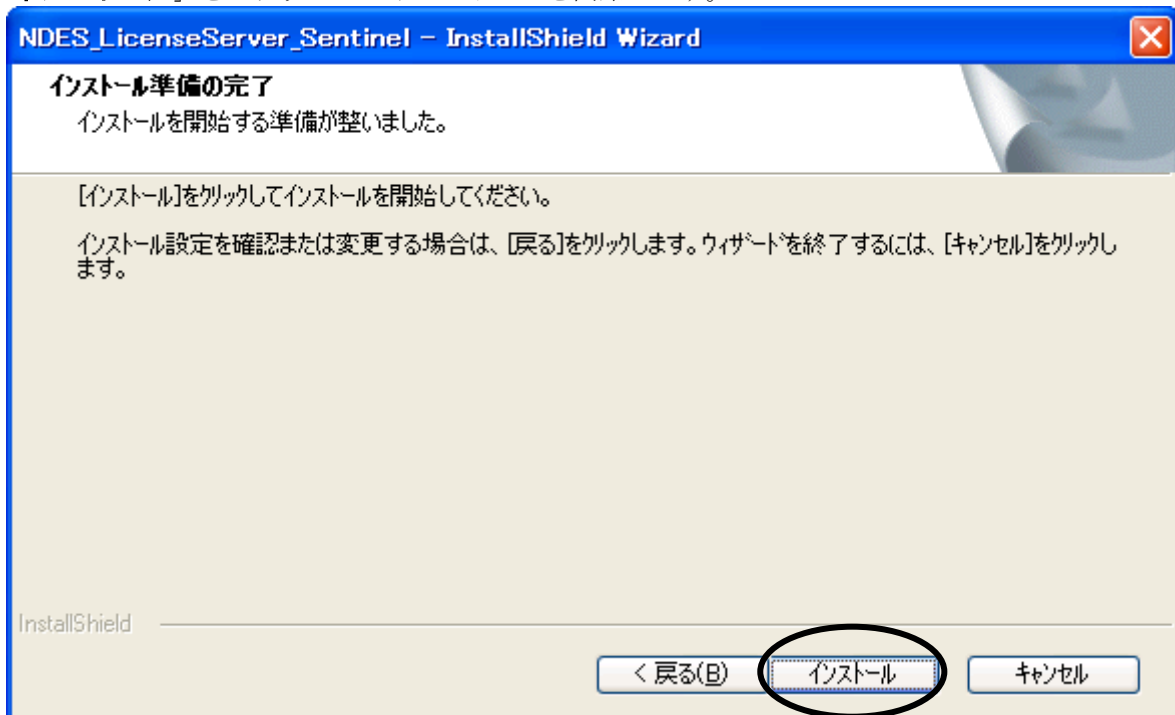 NDES_LicenseServer_Sentinel - InstallShield Wizard
インストール準備の完了
インストールを開始する準備が整いました。
[インストール]をクリックしてインストールを開始してください。
インストール設定を確認または変更する場合は、[戻る]をクリックします。ウィザードを終了するには、[キャンセル]をクリックし
ます。
InstallShield
< 戻る(B)
インストール
キャンセル